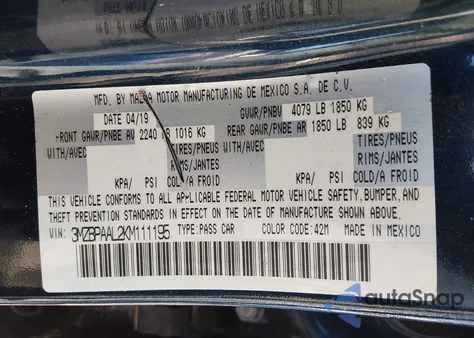 MFD. BY MAZDA MOTOR MANUFACTURING DE MEXICO S.A. DE C.V.
DATE 04/19 GVWR/PNBV 4079 LB 1850 KG
FRONT GAWR/PNBE AV 2240 LB 1016 KG REAR GAWR/PNBE AR 1850 LB 839 KG
WITH/AVEC TIRES/PNEUS WITH/AVEC TIRES/PNEUS
RIMS/JANTES RIMS/JANTES
KPA/ PSI COLD/A FROID KPA/ PSI COLD/A FROID
THIS VEHICLE CONFORMS TO ALL APPLICABLE FEDERAL MOTOR VEHICLE SAFETY, BUMPER, AND
THEFT PREVENTION STANDARDS IN EFFECT ON THE DATE OF MANUFACTURE SHOWN ABOVE.
VIN: 3MZBPAAL2KM111195 TYPE:PASS CAR COLOR CODE:42M MADE IN MEXICO
autoSnap